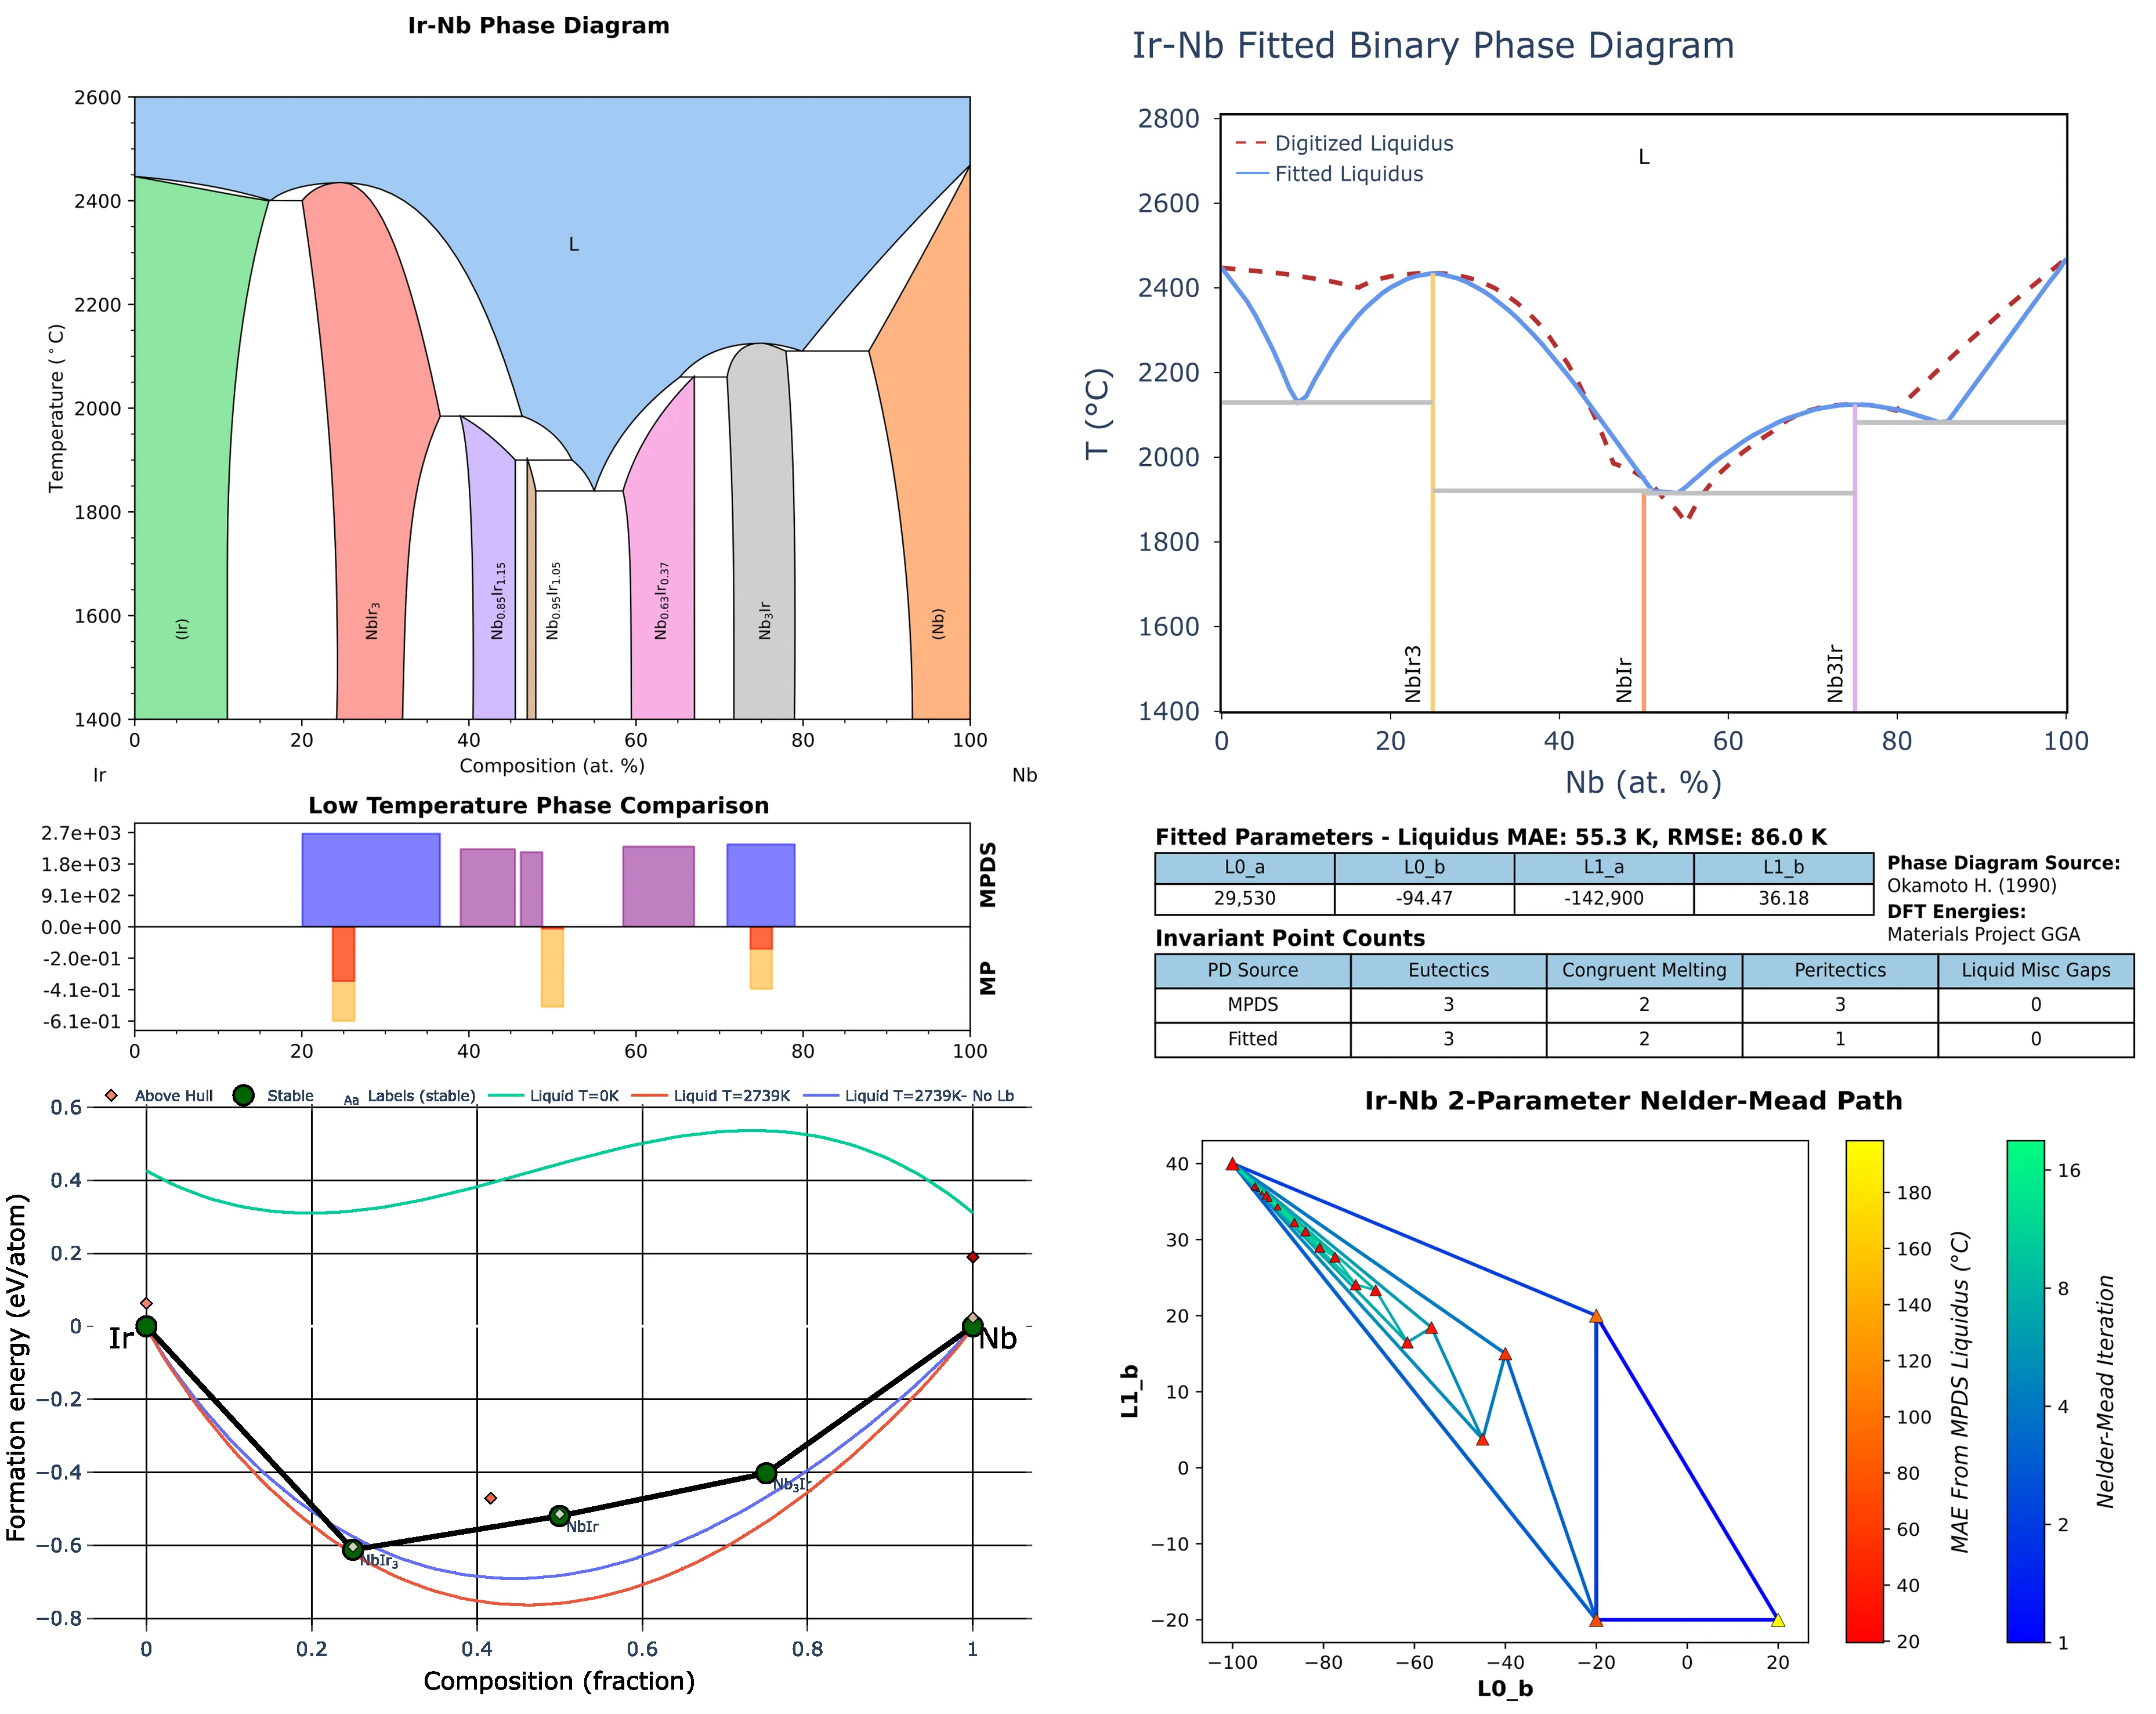 Ir-Nb Phase Diagram
2600
2400
2200
2000
1800
1600
1400
Temperature (°C)
L
(Ir)
NbIr3
Nb0.85Ir1.15
Nb0.95Ir1.05
Nb0.63Ir0.37
Nb3Ir
(Nb)
0 20 40 60 80 100
Composition (at. %)
Ir Nb
Ir-Nb Fitted Binary Phase Diagram
2800
2600
2400
2200
2000
1800
1600
1400
T (°C)
Digitized Liquidus
Fitted Liquidus
L
NbIr3
NbIr
Nb3Ir
0 20 40 60 80 100
Nb (at. %)
Low Temperature Phase Comparison
2.7e+03
1.8e+03
9.1e+02
0.0e+00
-2.0e-01
-4.1e-01
-6.1e-01
MPDS
MP
0 20 40 60 80 100
Fitted Parameters - Liquidus MAE: 55.3 K, RMSE: 86.0 K
L0_a L0_b L1_a L1_b
29,530 -94.47 -142,900 36.18
Phase Diagram Source:
Okamoto H. (1990)
DFT Energies:
Materials Project GGA
Invariant Point Counts
PD Source Eutectics Congruent Melting Peritectics Liquid Misc Gaps
MPDS 3 2 3 0
Fitted 3 2 1 0
Above Hull Stable Aa Labels (stable) Liquid T=0K Liquid T=2739K Liquid T=2739K- No Lb
0.6
0.4
0.2
0
−0.2
−0.4
−0.6
−0.8
Formation energy (eV/atom)
Ir
Nb
NbIr3
NbIr
Nb3Ir
0 0.2 0.4 0.6 0.8 1
Composition (fraction)
Ir-Nb 2-Parameter Nelder-Mead Path
40
30
20
10
0
−10
−20
L1_b
−100 −80 −60 −40 −20 0 20
L0_b
180
160
140
120
100
80
60
40
20
MAE From MPDS Liquidus (°C)
16
8
4
2
1
Nelder-Mead Iteration